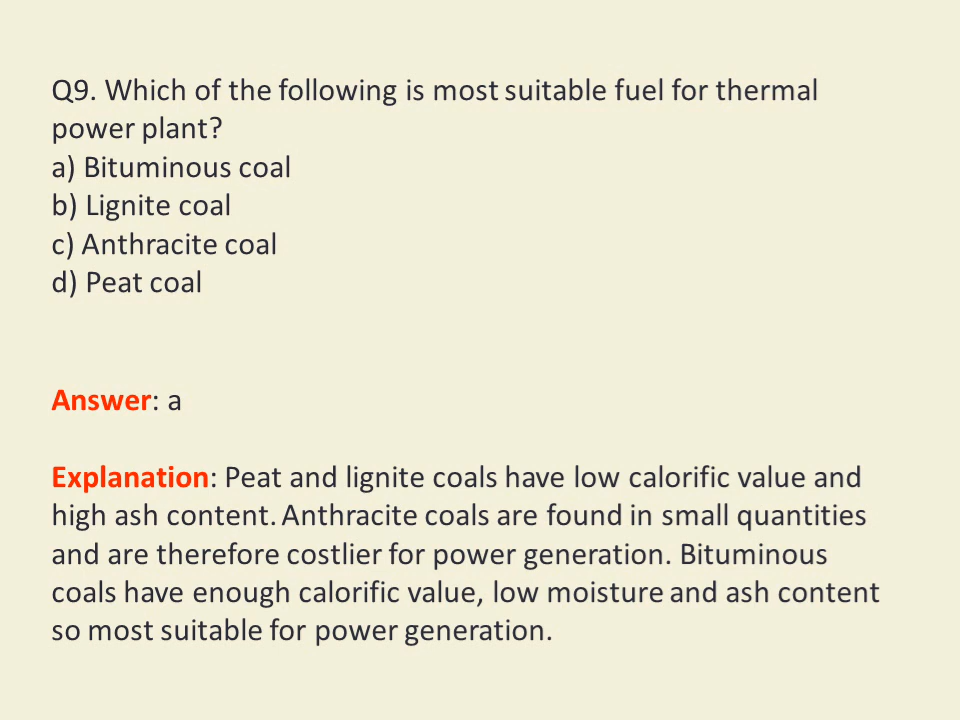 Q9. Which of the following is most suitable fuel for thermal
power plant?
a) Bituminous coal
b) Lignite coal
c) Anthracite coal
d) Peat coal
Answer: a
Explanation: Peat and lignite coals have low calorific value and
high ash content. Anthracite coals are found in small quantities
and are therefore costlier for power generation. Bituminous
coals have enough calorific value, low moisture and ash content
so most suitable for power generation.